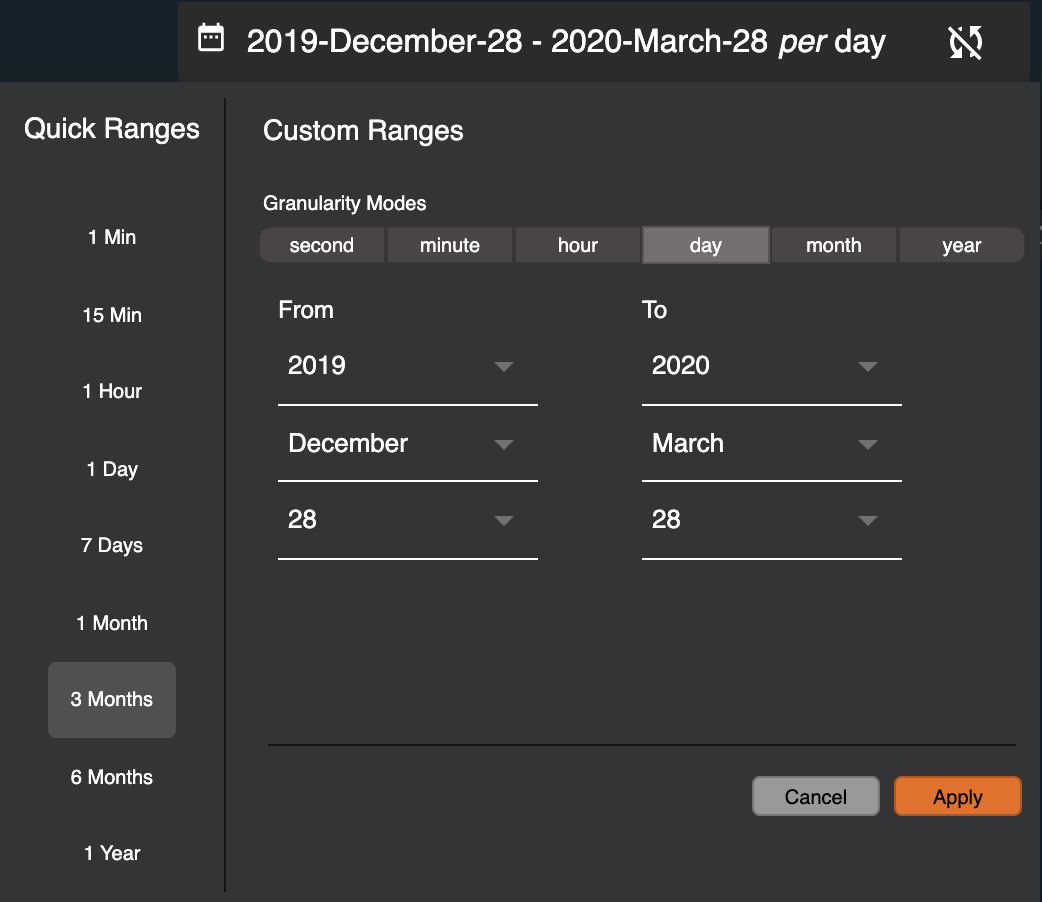 2019-December-28 - 2020-March-28 per day
Quick Ranges
1 Min
15 Min
1 Hour
1 Day
7 Days
1 Month
3 Months
6 Months
1 Year
Custom Ranges
Granularity Modes
second minute hour day month year
From To
2019 2020
December March
28 28
Cancel Apply